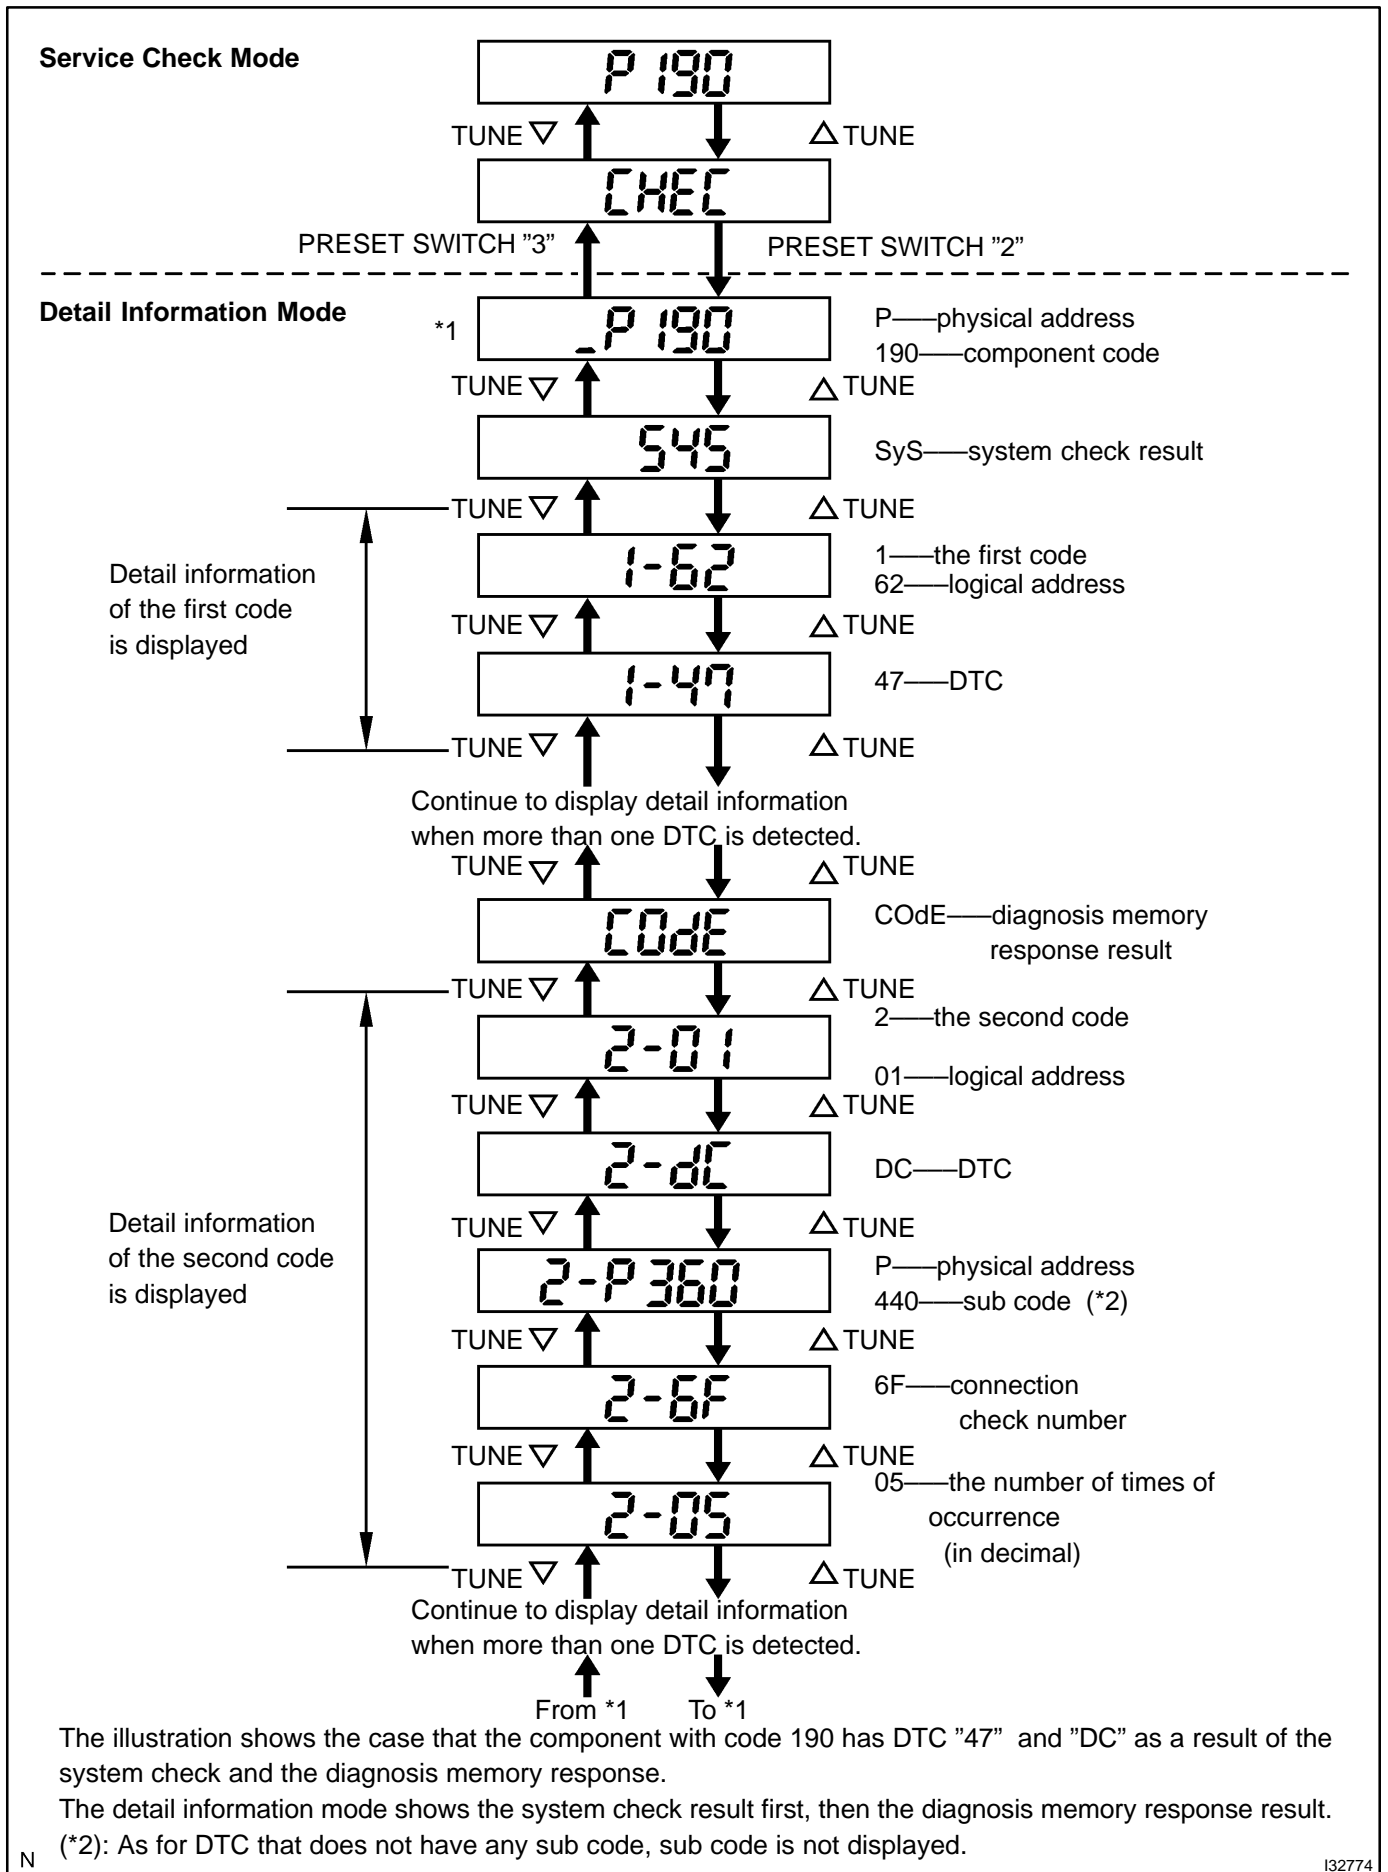 Service Check Mode
P190
TUNE ▽ △ TUNE
CHEC
PRESET SWITCH ”3” PRESET SWITCH ”2”
Detail Information Mode
*1 _P190
P–––physical address
190–––component code
TUNE ▽ △ TUNE
SYS
SyS–––system check result
TUNE ▽ △ TUNE
1-62
1–––the first code
62–––logical address
Detail information
of the first code
is displayed
TUNE ▽ △ TUNE
1-47
47–––DTC
TUNE ▽ △ TUNE
Continue to display detail information
when more than one DTC is detected.
TUNE ▽ △ TUNE
COdE
COdE–––diagnosis memory
response result
TUNE ▽ △ TUNE
2-01
2–––the second code
01–––logical address
TUNE ▽ △ TUNE
2-dC
DC–––DTC
Detail information
of the second code
is displayed
TUNE ▽ △ TUNE
2-P360
P–––physical address
440–––sub code (*2)
TUNE ▽ △ TUNE
2-6F
6F–––connection
check number
TUNE ▽ △ TUNE
2-05
05–––the number of times of
occurrence
(in decimal)
TUNE ▽ △ TUNE
Continue to display detail information
when more than one DTC is detected.
From *1 To *1
The illustration shows the case that the component with code 190 has DTC ”47” and ”DC” as a result of the
system check and the diagnosis memory response.
The detail information mode shows the system check result first, then the diagnosis memory response result.
(*2): As for DTC that does not have any sub code, sub code is not displayed.
N I32774